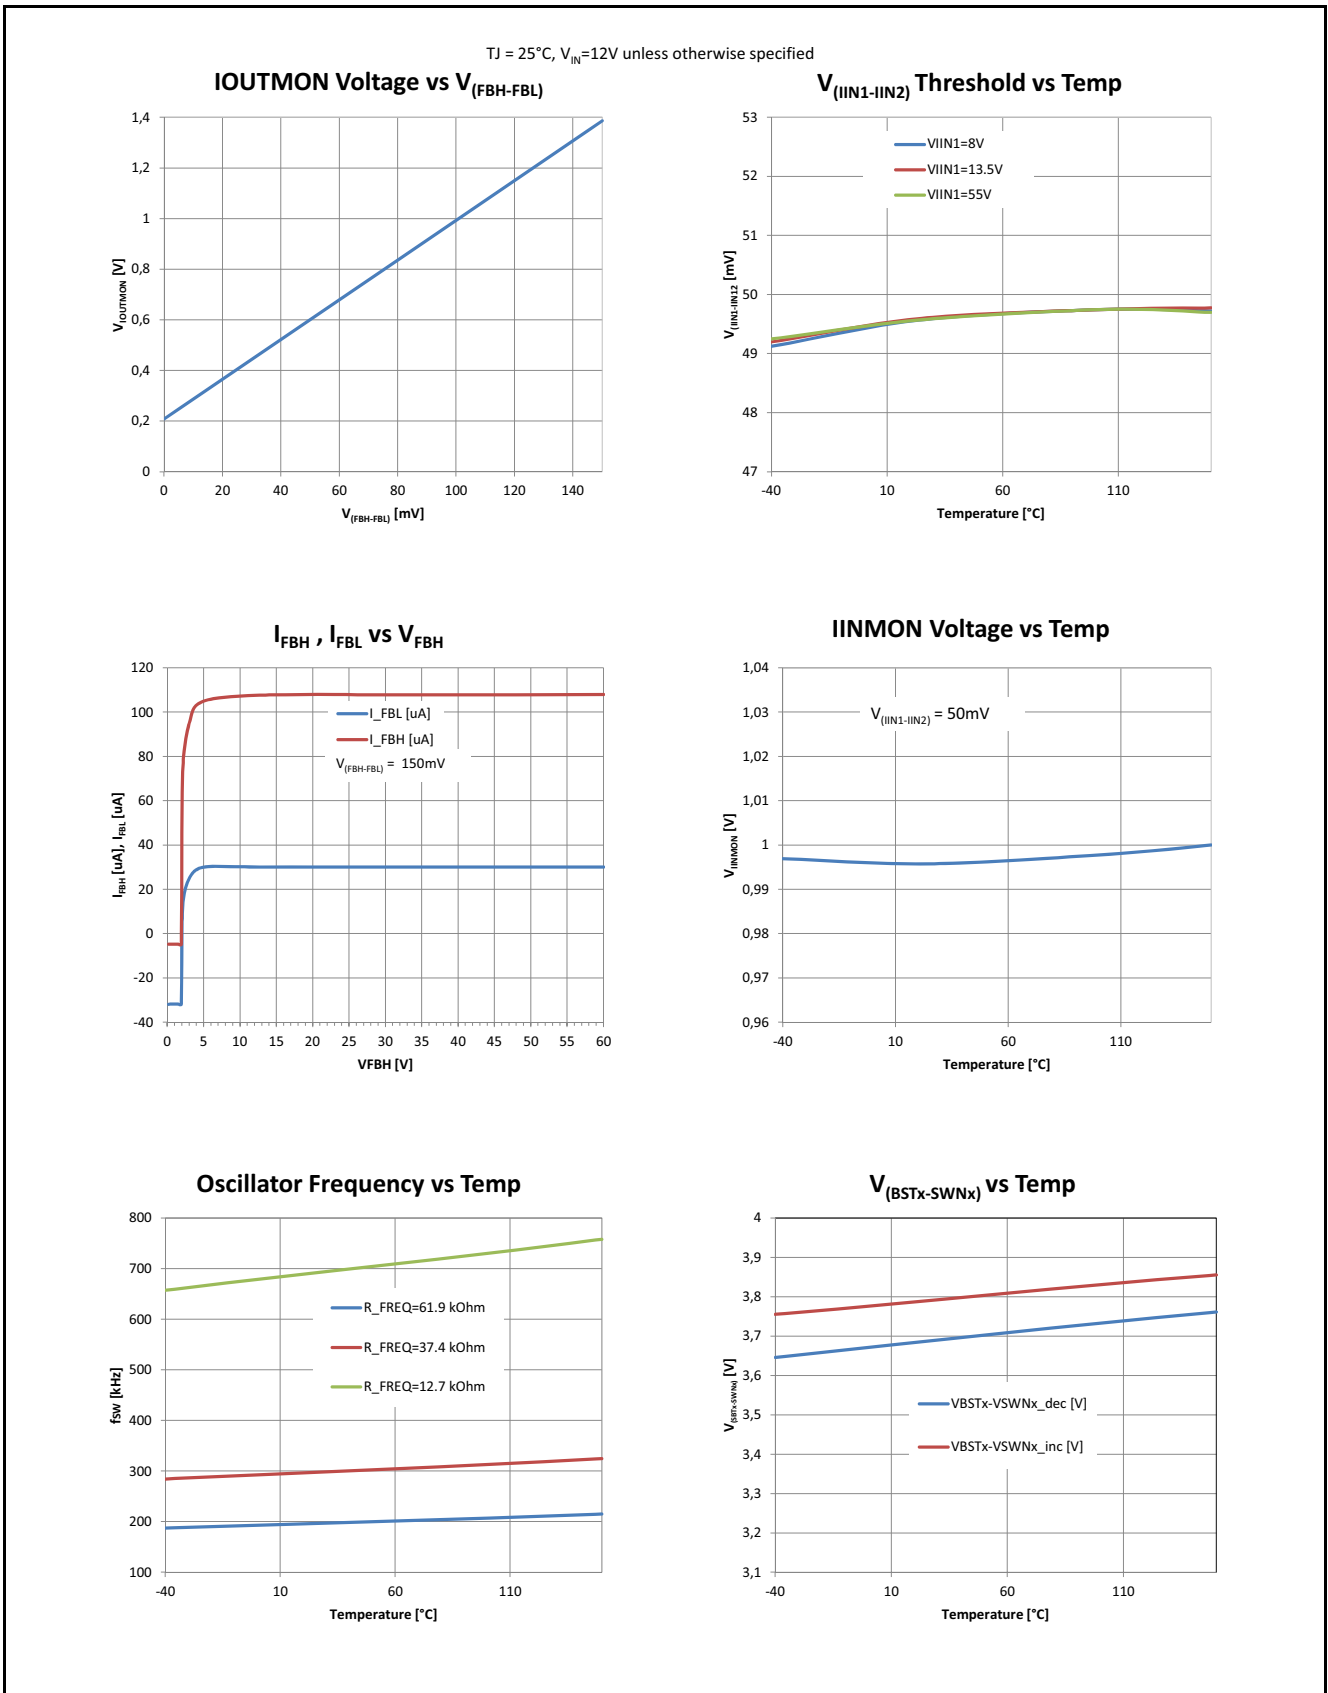 TJ = 25°C, VIN=12V unless otherwise specified
IOUTMON Voltage vs V(FBH-FBL)
1,4
1,2
1
0,8
0,6
0,4
0,2
0
VIOUTMON [V]
0 20 40 60 80 100 120 140
V(FBH-FBL) [mV]
V(IIN1-IIN2) Threshold vs Temp
53
52
51
50
49
48
47
V(IIN1-IIN12 [mV]
VIIN1=8V
VIIN1=13.5V
VIIN1=55V
-40 10 60 110
Temperature [°C]
IFBH , IFBL vs VFBH
120
100
80
60
40
20
0
-20
-40
IFBH [uA], IFBL [uA]
I_FBL [uA]
I_FBH [uA]
V(FBH-FBL) = 150mV
0 5 10 15 20 25 30 35 40 45 50 55 60
VFBH [V]
IINMON Voltage vs Temp
1,04
1,03
1,02
1,01
1
0,99
0,98
0,97
0,96
VIINMON [V]
V(IIN1-IIN2) = 50mV
-40 10 60 110
Temperature [°C]
Oscillator Frequency vs Temp
800
700
600
500
400
300
200
100
fsw [kHz]
R_FREQ=61.9 kOhm
R_FREQ=37.4 kOhm
R_FREQ=12.7 kOhm
-40 10 60 110
Temperature [°C]
V(BSTx-SWNx) vs Temp
4
3,9
3,8
3,7
3,6
3,5
3,4
3,3
3,2
3,1
V(SBTx-SWNx) [V]
VBSTx-VSWNx_dec [V]
VBSTx-VSWNx_inc [V]
-40 10 60 110
Temperature [°C]